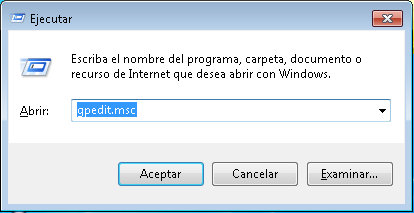 Ejecutar
Escriba el nombre del programa, carpeta, documento o
recurso de Internet que desea abrir con Windows.
Abrir: gpedit.msc
Aceptar Cancelar Examinar...